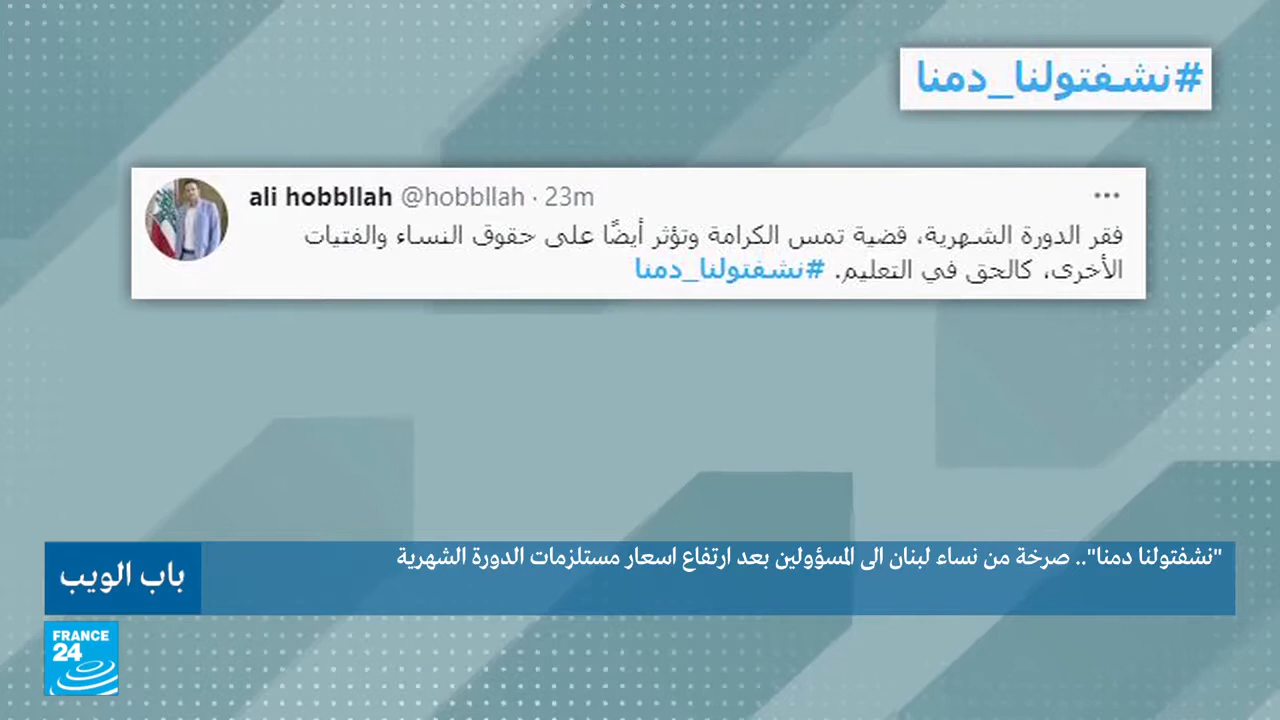 #نشفتولنا_دمنا
ali hobbllah @hobbllah · 23m
فقر الدورة الشهرية، قضية تمس الكرامة وتؤثر أيضًا على حقوق النساء والفتيات
الأخرى، كالحق في التعليم. #نشفتولنا_دمنا
"نشفتولنا دمنا".. صرخة من نساء لبنان الى المسؤولين بعد ارتفاع اسعار مستلزمات الدورة الشهرية
باب الويب
FRANCE
24